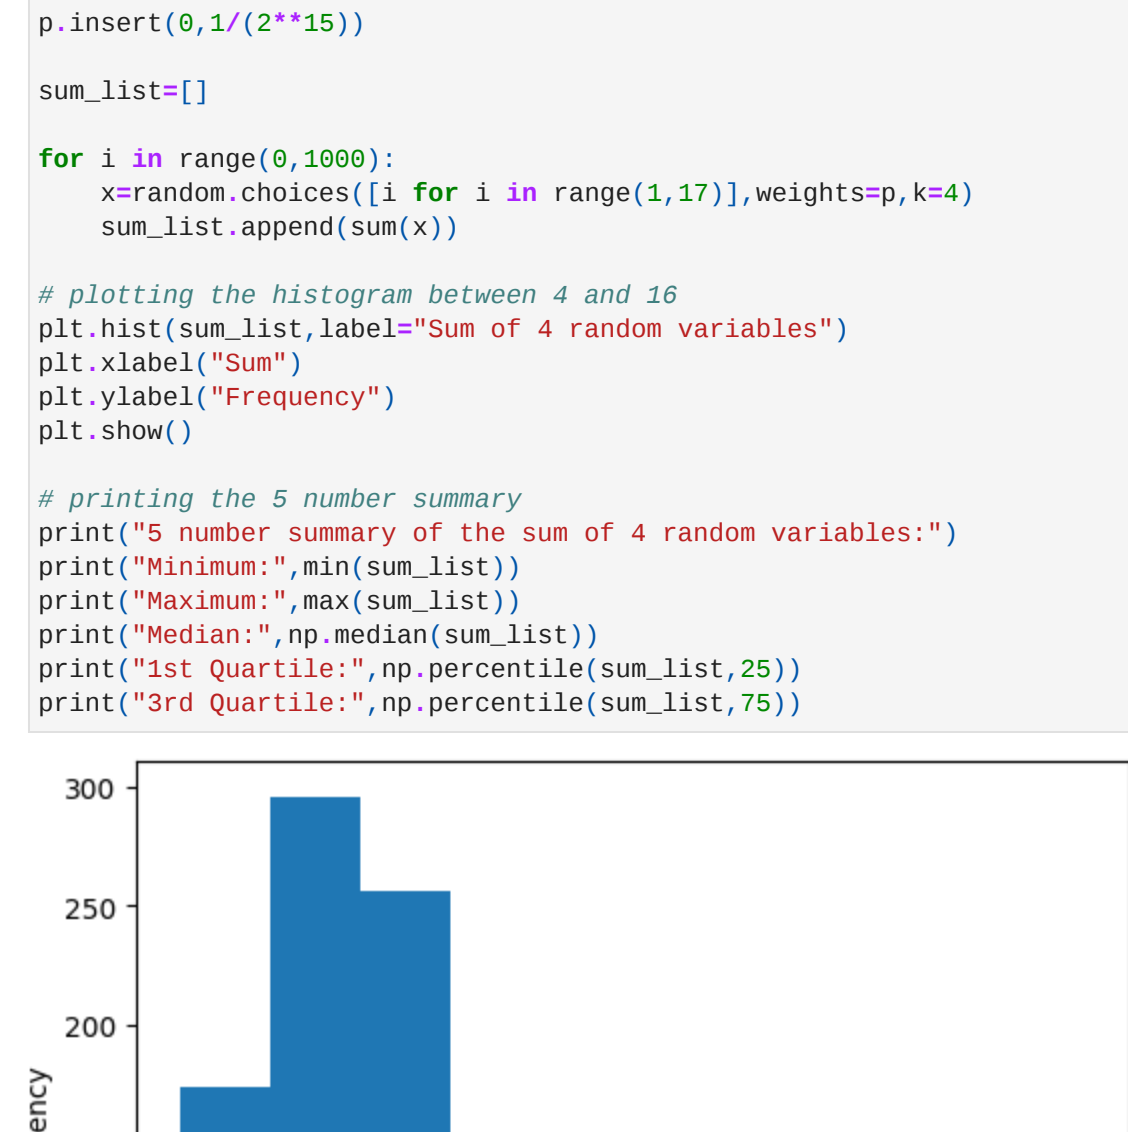 p.insert(0,1/(2**15))
sum_list=[]
for i in range(0,1000):
    x=random.choices([i for i in range(1,17)],weights=p,k=4)
    sum_list.append(sum(x))
# plotting the histogram between 4 and 16
plt.hist(sum_list,label="Sum of 4 random variables")
plt.xlabel("Sum")
plt.ylabel("Frequency")
plt.show()
# printing the 5 number summary
print("5 number summary of the sum of 4 random variables:")
print("Minimum:",min(sum_list))
print("Maximum:",max(sum_list))
print("Median:",np.median(sum_list))
print("1st Quartile:",np.percentile(sum_list,25))
print("3rd Quartile:",np.percentile(sum_list,75))
300
250
200
ency